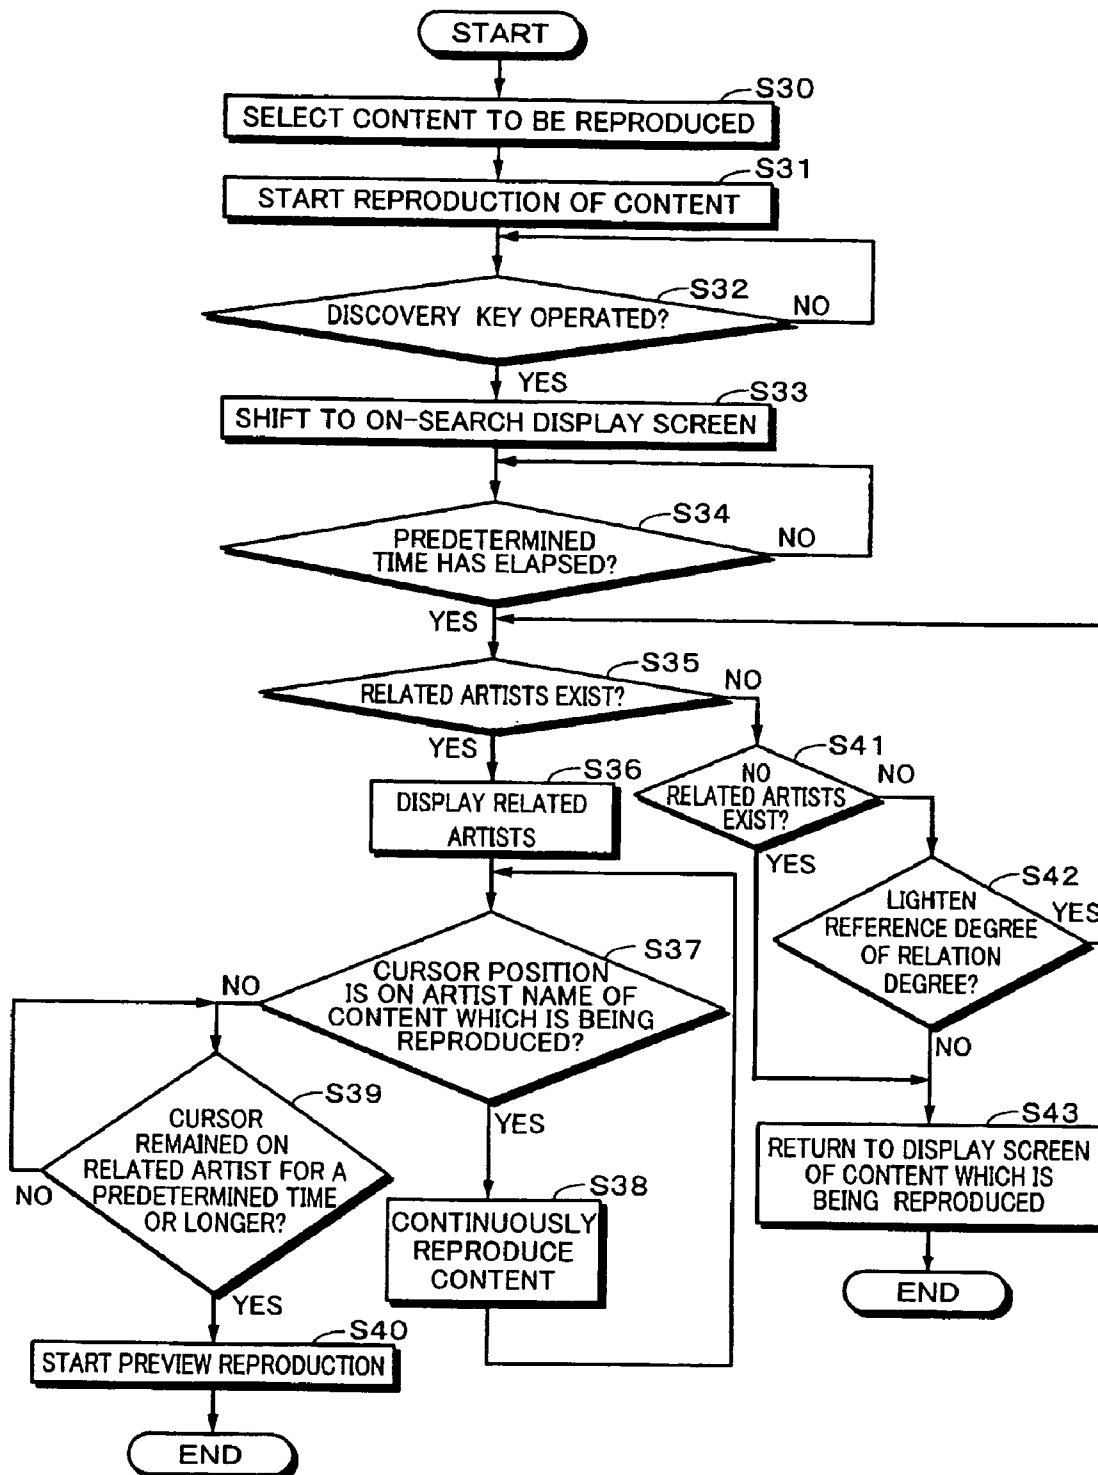 START
S30
SELECT CONTENT TO BE REPRODUCED
S31
START REPRODUCTION OF CONTENT
S32
DISCOVERY KEY OPERATED?
NO
YES
S33
SHIFT TO ON-SEARCH DISPLAY SCREEN
S34
PREDETERMINED
TIME HAS ELAPSED?
NO
YES
S35
RELATED ARTISTS EXIST?
NO
YES
S36
DISPLAY RELATED
ARTISTS
S41
NO
RELATED ARTISTS
EXIST?
NO
YES
S42
LIGHTEN
REFERENCE DEGREE
OF RELATION
DEGREE?
YES
NO
S37
CURSOR POSITION
IS ON ARTIST NAME OF
CONTENT WHICH IS BEING
REPRODUCED?
NO
YES
S39
CURSOR
REMAINED ON
RELATED ARTIST FOR A
PREDETERMINED TIME
OR LONGER?
NO
YES
S38
CONTINUOUSLY
REPRODUCE
CONTENT
S43
RETURN TO DISPLAY SCREEN
OF CONTENT WHICH IS
BEING REPRODUCED
END
S40
START PREVIEW REPRODUCTION
END